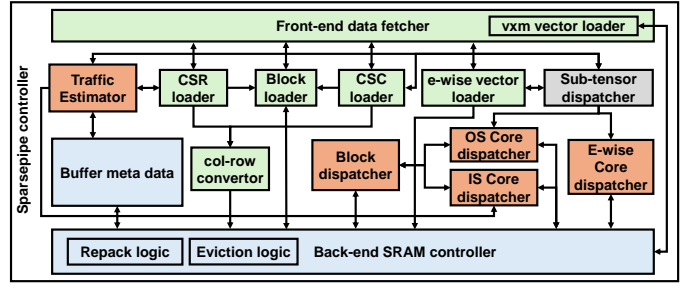 Sparsepipe controller
Front-end data fetcher
vxm vector loader
Traffic
Estimator
CSR
loader
Block
loader
CSC
loader
e-wise vector
loader
Sub-tensor
dispatcher
Buffer meta data
col-row
convertor
Block
dispatcher
OS Core
dispatcher
IS Core
dispatcher
E-wise
Core
dispatcher
Repack logic
Eviction logic
Back-end SRAM controller